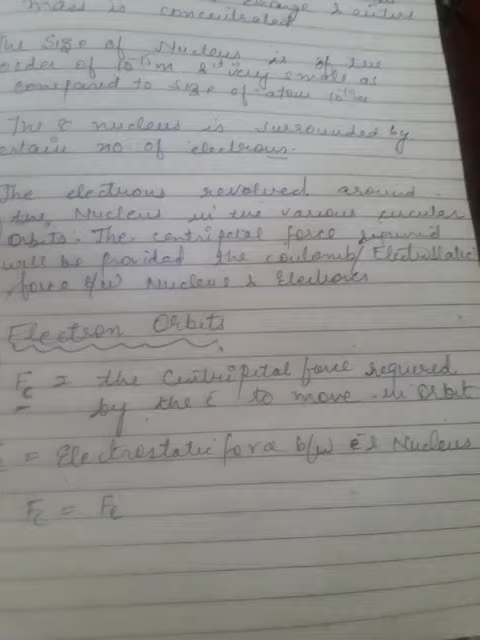 mass is concentrated
The size of Nucleus is of the
order of 10⁻¹⁵m & very small as
compared to size of atom 10⁻¹⁰m
The nucleus is surrounded by
certain no of electrons.
The electrons revolved around
the Nucleus in the various circular
orbits. The centripetal force required
will be provided the coulomb/Electrostatic
force b/w Nucleus & Electrons
Electron Orbits
Fc = the Centripetal force required
by the e to move in orbit
= Electrostatic force b/w e & Nucleus
Fc = Fe